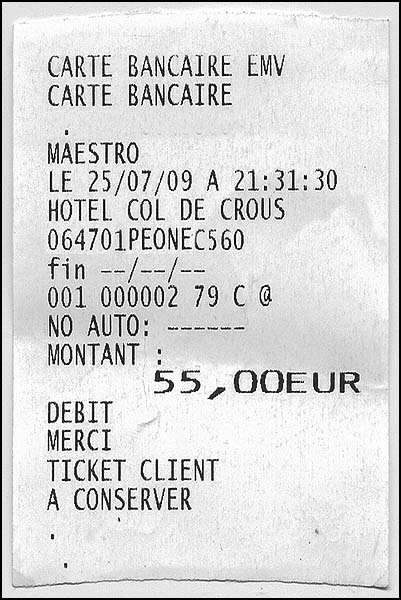 CARTE BANCAIRE EMV
CARTE BANCAIRE
.
MAESTRO
LE 25/07/09 A 21:31:30
HOTEL COL DE CROUS
064701PEONEC560
fin --/--/--
001 000002 79 C @
NO AUTO: ------
MONTANT :
55,00EUR
DEBIT
MERCI
TICKET CLIENT
A CONSERVER
.
.